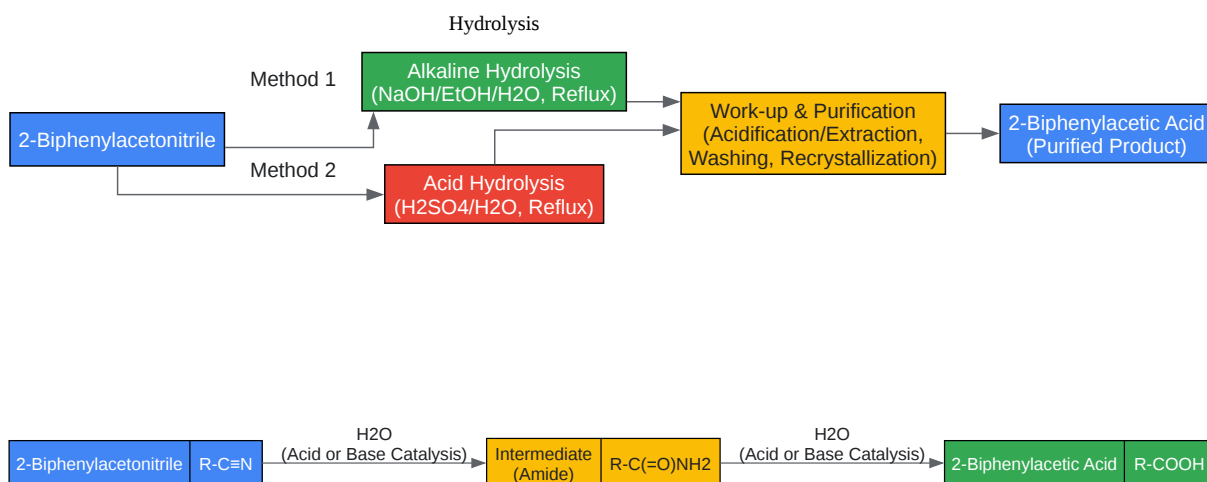 Hydrolysis
Method 1
Alkaline Hydrolysis
(NaOH/EtOH/H2O, Reflux)
2-Biphenylacetonitrile
Method 2
Acid Hydrolysis
(H2SO4/H2O, Reflux)
Work-up & Purification
(Acidification/Extraction,
Washing, Recrystallization)
2-Biphenylacetic Acid
(Purified Product)
2-Biphenylacetonitrile
R-C≡N
H2O
(Acid or Base Catalysis)
Intermediate
(Amide)
R-C(=O)NH2
H2O
(Acid or Base Catalysis)
2-Biphenylacetic Acid
R-COOH